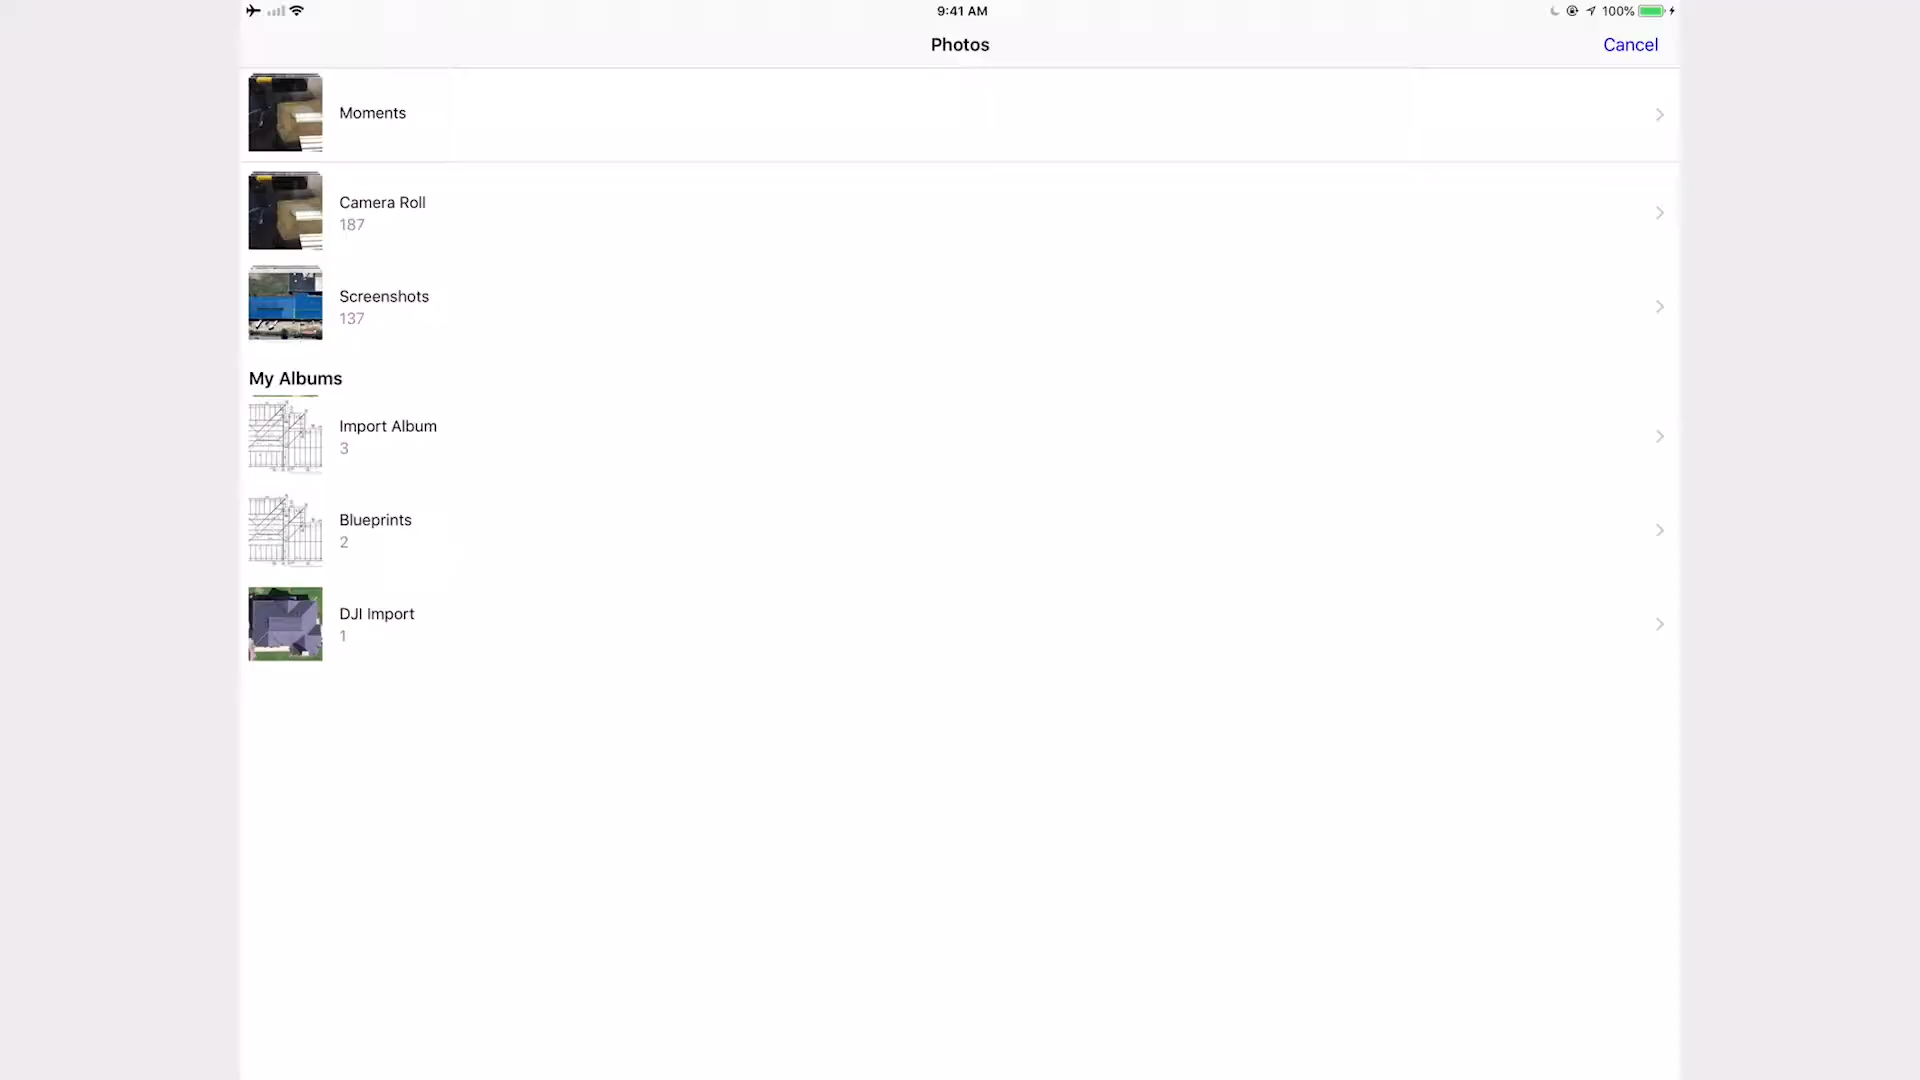 9:41 AM
100%
Photos
Cancel
Moments
Camera Roll
187
Screenshots
137
My Albums
Import Album
3
Blueprints
2
DJI Import
1